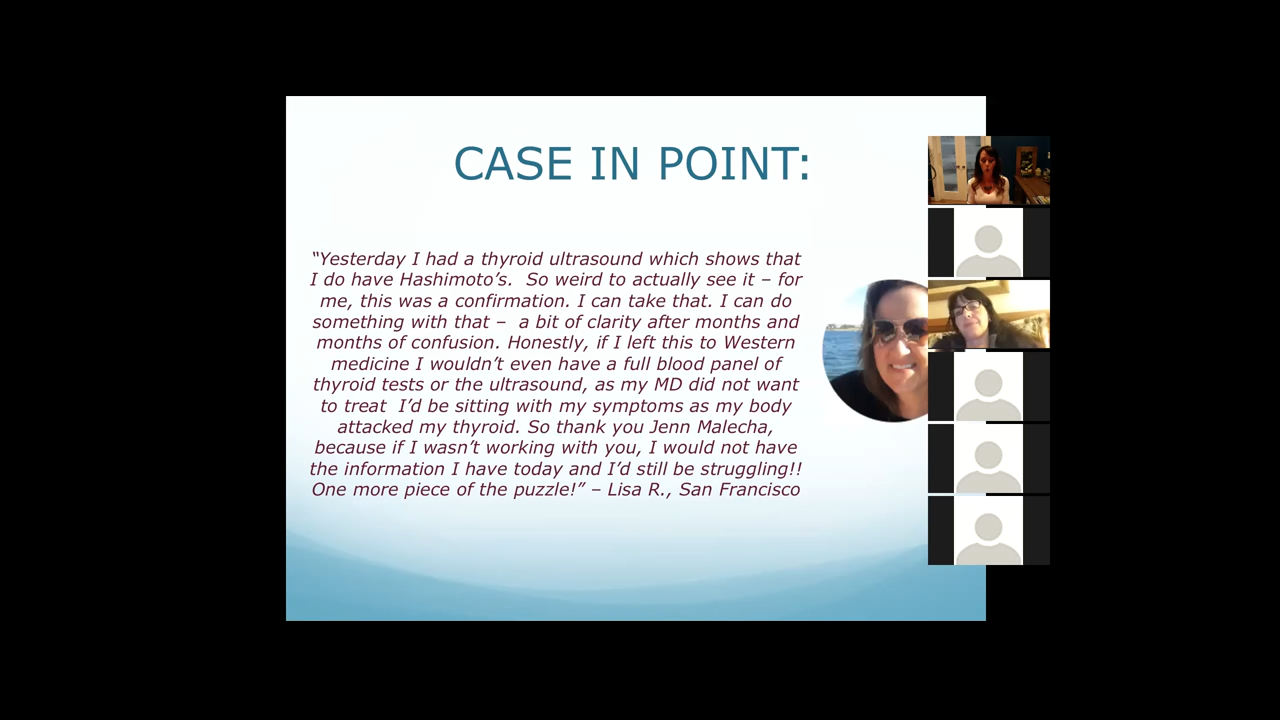 CASE IN POINT:
“Yesterday I had a thyroid ultrasound which shows that
I do have Hashimoto’s.  So weird to actually see it – for
me, this was a confirmation. I can take that. I can do
something with that –  a bit of clarity after months and
months of confusion. Honestly, if I left this to Western
medicine I wouldn’t even have a full blood panel of
thyroid tests or the ultrasound, as my MD did not want
to treat  I’d be sitting with my symptoms as my body
attacked my thyroid. So thank you Jenn Malecha,
because if I wasn’t working with you, I would not have
the information I have today and I’d still be struggling!!
One more piece of the puzzle!” – Lisa R., San Francisco